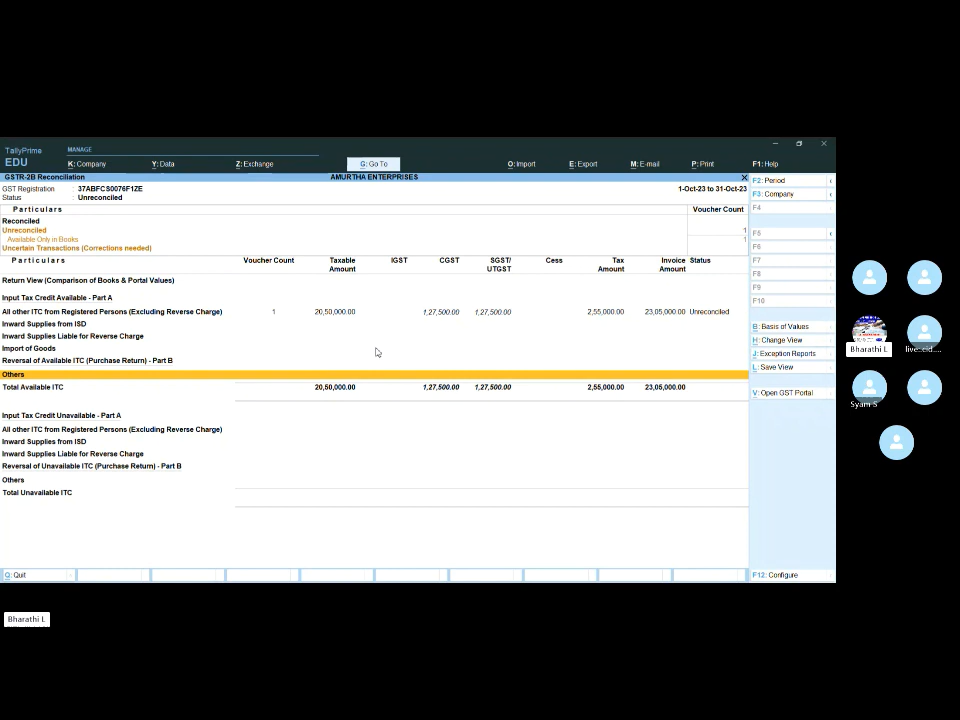 TallyPrime
EDU
MANAGE
K: Company
Y: Data
Z: Exchange
G: Go To
O: Import
E: Export
M: E-mail
P: Print
F1: Help
GSTR-2B Reconciliation
AMURTHA ENTERPRISES
X
GST Registration : 37ABFCS0076F1ZE
1-Oct-23 to 31-Oct-23
Status : Unreconciled
Particulars
Voucher Count
Reconciled
Unreconciled 1
Available Only in Books 1
Uncertain Transactions (Corrections needed)
Particulars Voucher Count Taxable Amount IGST CGST SGST/ UTGST Cess Tax Amount Invoice Amount Status
Return View (Comparison of Books & Portal Values)
Input Tax Credit Available - Part A
All other ITC from Registered Persons (Excluding Reverse Charge) 1 20,50,000.00 1,27,500.00 1,27,500.00 2,55,000.00 23,05,000.00 Unreconciled
Inward Supplies from ISD
Inward Supplies Liable for Reverse Charge
Import of Goods
Reversal of Available ITC (Purchase Return) - Part B
Others
Total Available ITC 20,50,000.00 1,27,500.00 1,27,500.00 2,55,000.00 23,05,000.00
Input Tax Credit Unavailable - Part A
All other ITC from Registered Persons (Excluding Reverse Charge)
Inward Supplies from ISD
Inward Supplies Liable for Reverse Charge
Reversal of Unavailable ITC (Purchase Return) - Part B
Others
Total Unavailable ITC
Q: Quit
F2: Period
F3: Company
F4
F5
F6
F7
F8
F9
F10
B: Basis of Values
H: Change View
J: Exception Reports
L: Save View
V: Open GST Portal
F12: Configure
Bharathi L
live:.cid....
Syam S
Bharathi L